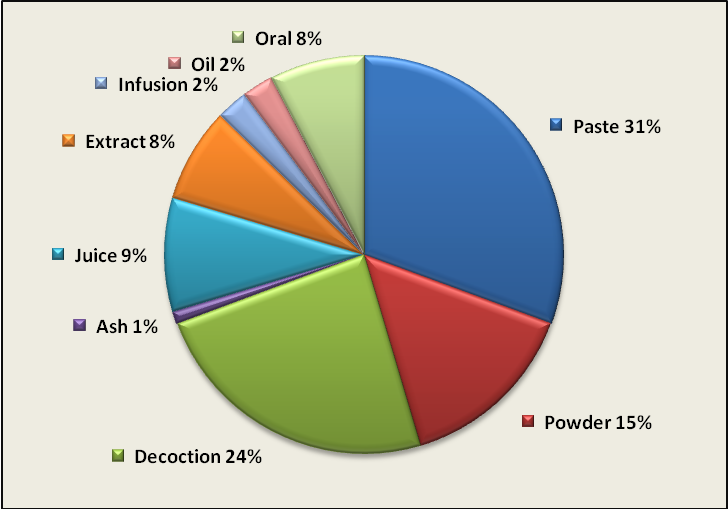 Oral 8%
Oil 2%
Infusion 2%
Paste 31%
Extract 8%
Juice 9%
Ash 1%
Powder 15%
Decoction 24%